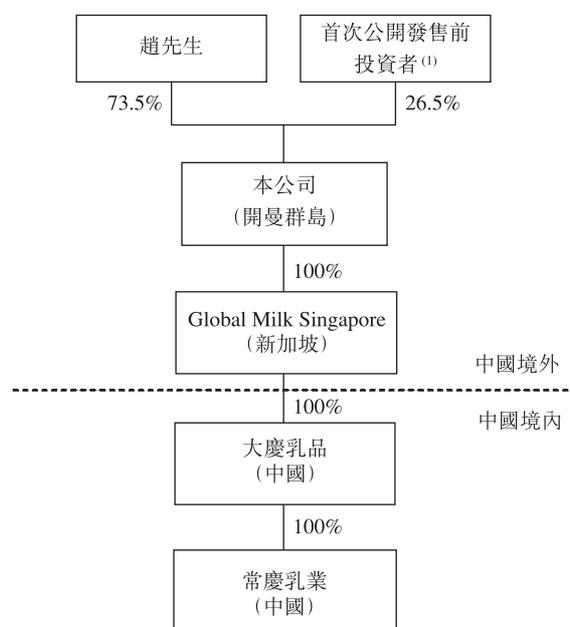 趙先生
首次公開發售前
投資者(1)
73.5%
26.5%
本公司
(開曼群島)
100%
Global Milk Singapore
(新加坡)
中國境外
100%
中國境內
大慶乳品
(中國)
100%
常慶乳業
(中國)